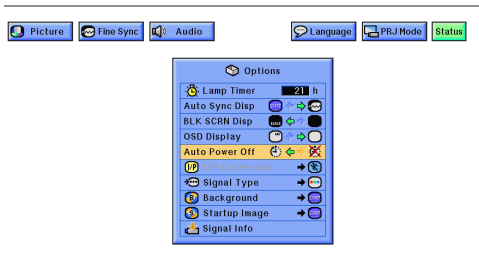 Picture Fine Sync Audio Language PRJ Mode Status
Options
Lamp Timer 21 h
Auto Sync Disp
BLK SCRN Disp
OSD Display
Auto Power Off
I/P
Signal Type
B Background
S Startup Image
Signal Info